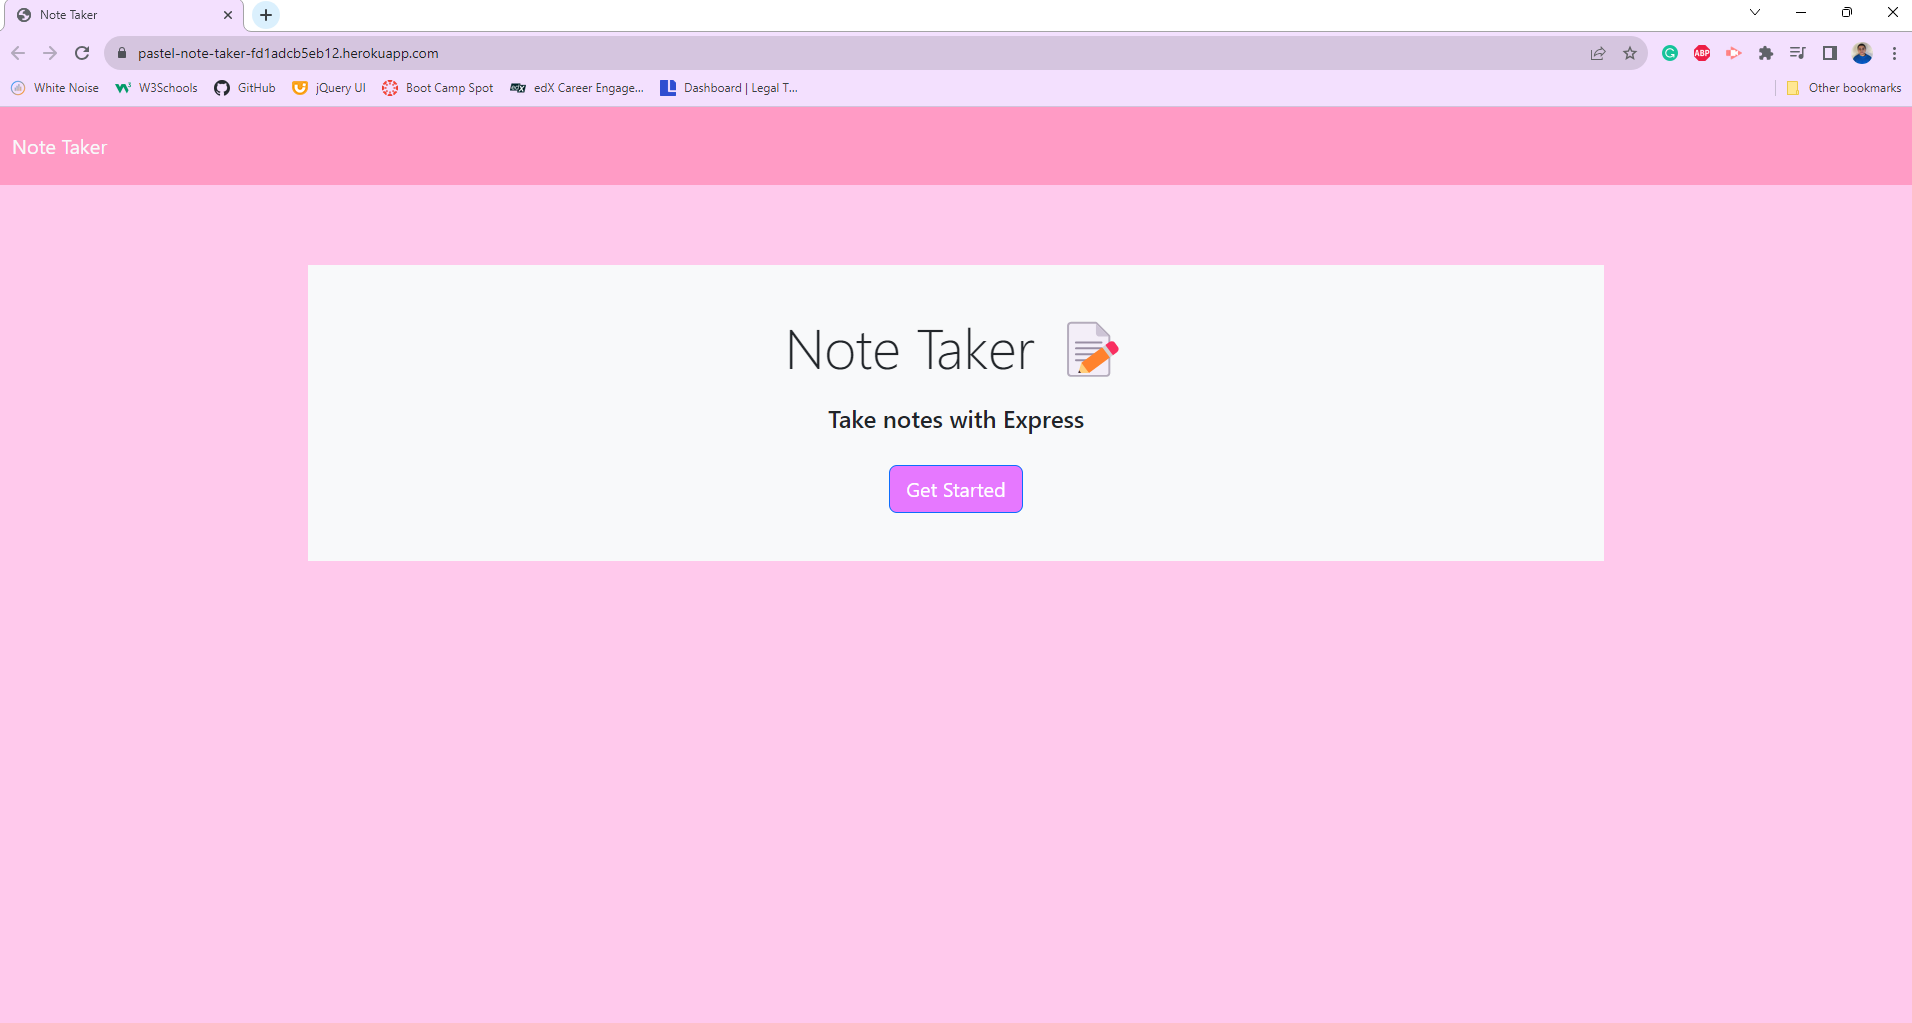 Note Taker
pastel-note-taker-fd1adcb5eb12.herokuapp.com
ABP
White Noise W3Schools GitHub jQuery UI Boot Camp Spot edX Career Engage... Dashboard | Legal T... Other bookmarks
Note Taker
Note Taker
Take notes with Express
Get Started